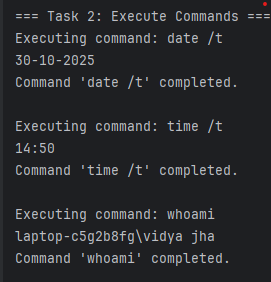 === Task 2: Execute Commands ===
Executing command: date /t
30-10-2025
Command 'date /t' completed.
Executing command: time /t
14:50
Command 'time /t' completed.
Executing command: whoami
laptop-c5g2b8fg\vidya jha
Command 'whoami' completed.